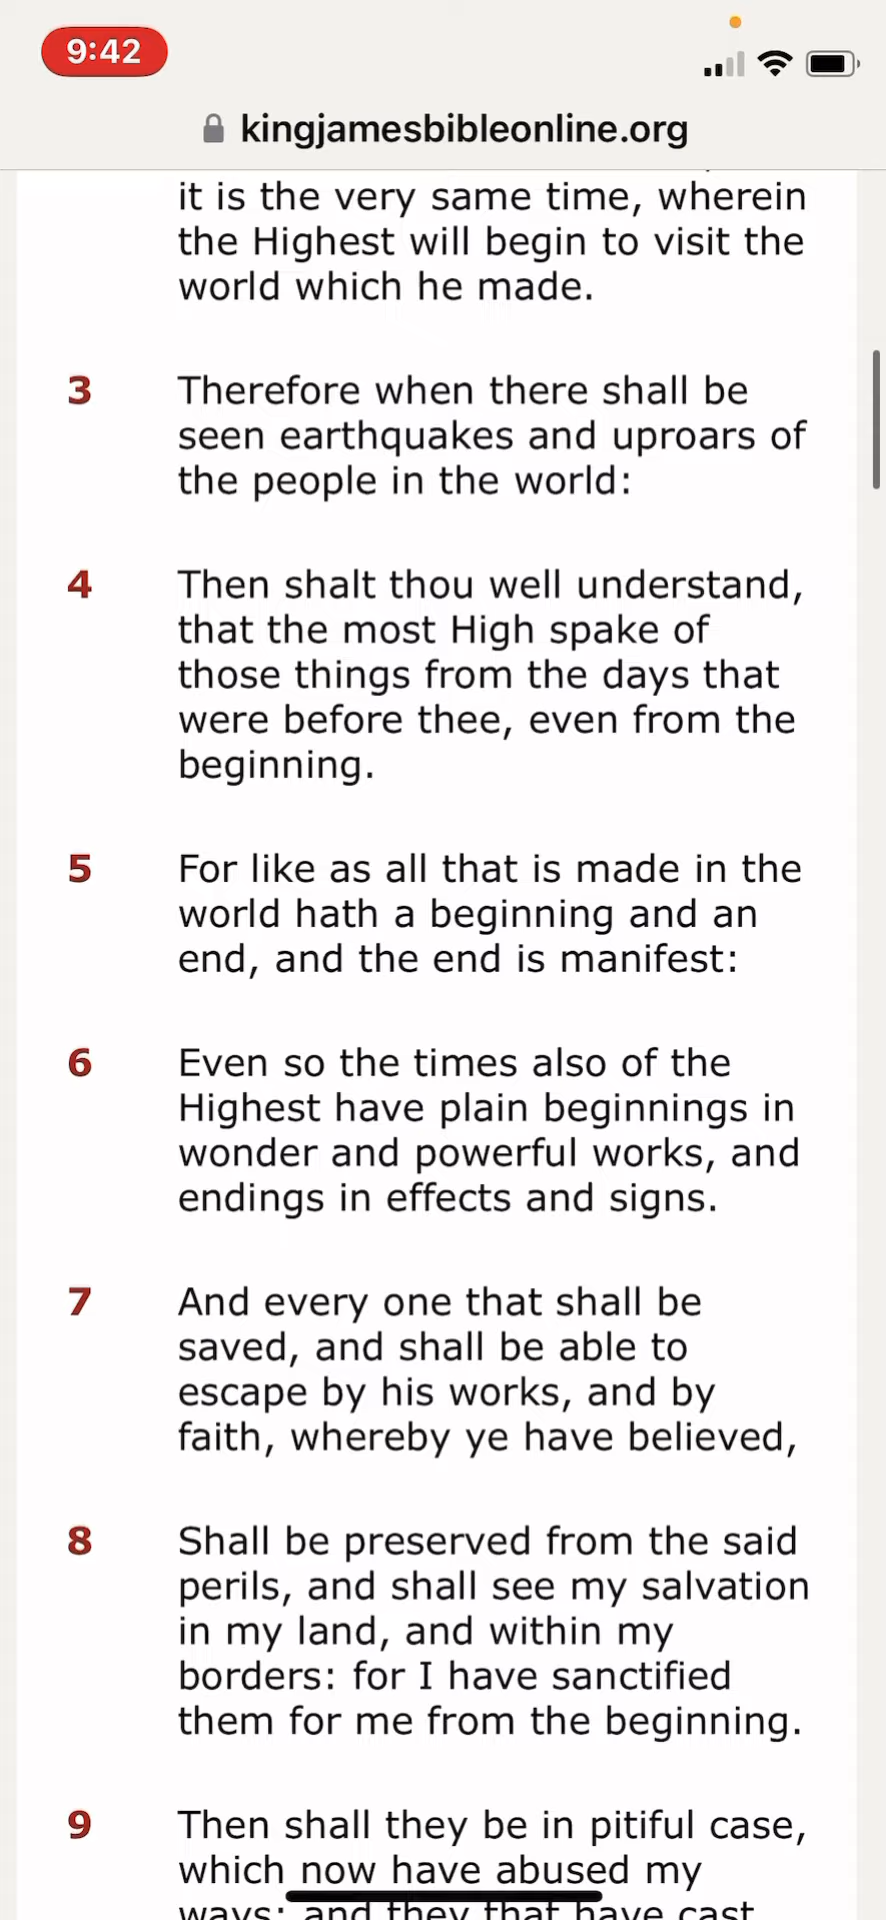 9:42
kingjamesbibleonline.org
it is the very same time, wherein
the Highest will begin to visit the
world which he made.
3 Therefore when there shall be
seen earthquakes and uproars of
the people in the world:
4 Then shalt thou well understand,
that the most High spake of
those things from the days that
were before thee, even from the
beginning.
5 For like as all that is made in the
world hath a beginning and an
end, and the end is manifest:
6 Even so the times also of the
Highest have plain beginnings in
wonder and powerful works, and
endings in effects and signs.
7 And every one that shall be
saved, and shall be able to
escape by his works, and by
faith, whereby ye have believed,
8 Shall be preserved from the said
perils, and shall see my salvation
in my land, and within my
borders: for I have sanctified
them for me from the beginning.
9 Then shall they be in pitiful case,
which now have abused my
ways: and they that have cast